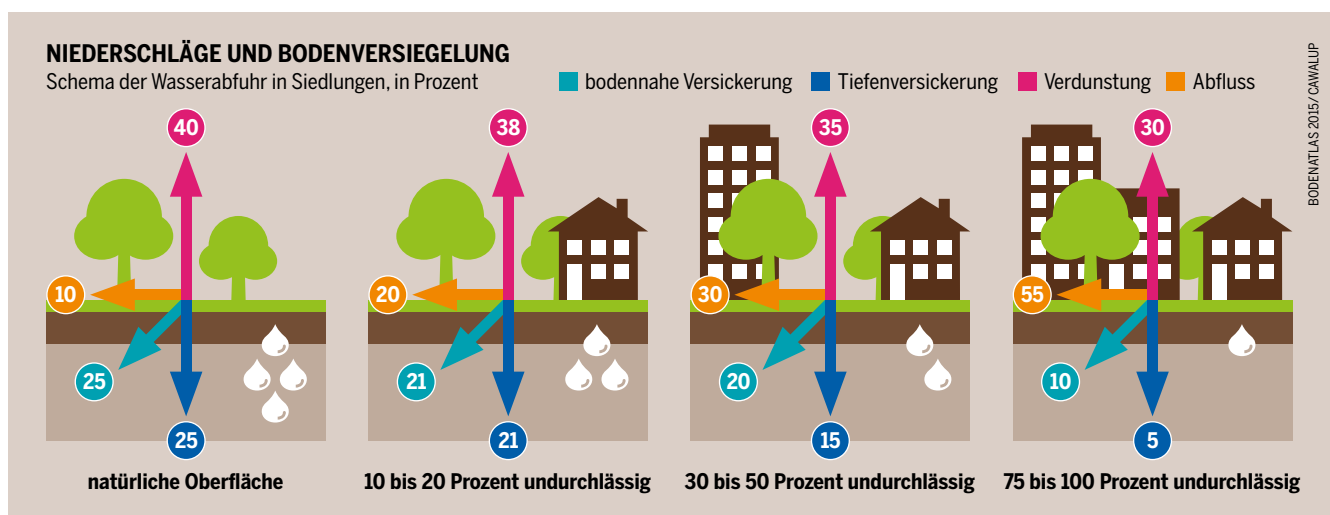 NIEDERSCHLÄGE UND BODENVERSIEGELUNG
Schema der Wasserabfuhr in Siedlungen, in Prozent
bodennahe Versickerung
Tiefenversickerung
Verdunstung
Abfluss
BODENATLAS 2015/ CAWALUP
40
10
25
25
natürliche Oberfläche
38
20
21
21
10 bis 20 Prozent undurchlässig
35
30
20
15
30 bis 50 Prozent undurchlässig
30
55
10
5
75 bis 100 Prozent undurchlässig